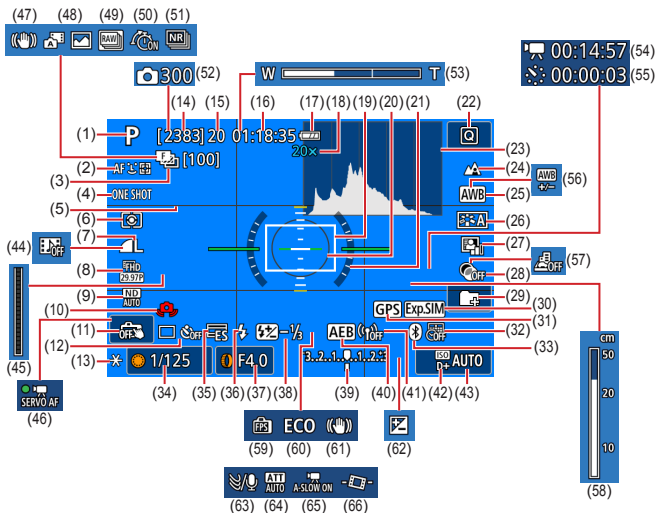 (47) (48) (49) (50) (51)
RAW ON NR
300 (52)
W T (53)
00:14:57 (54)
00:00:03 (55)
(14) (15) (16) (17) (18) (19) (20) (21) (22)
(1) P [2383] 20 01:18:35 Q
20× (23)
F [100]
(2) AF (24)
(3) AWB (25) AWB +/- (56)
(4) ONE SHOT
(5) A (26)
(6)
(44) OFF (7) L (27)
(8) FHD 29.97P OFF (28) OFF (57)
(9) ND AUTO (29)
(10) GPS Exp.SIM (30)
(31)
(11) OFF (32)
(12) OFF ES -1/3 AEB OFF OFF (33)
(13) 1/125 F4.0 3..2..1..0..1..2..3 ISO D+ AUTO
(45) (34) (35) (36) (37) (38) (39) (40) (41) (42) (43)
SERVO AF
(46)
FPS ECO
(59) (60) (61) (62)
cm
50
20
10
(58)
ATT AUTO A-SLOW ON
(63) (64) (65) (66)